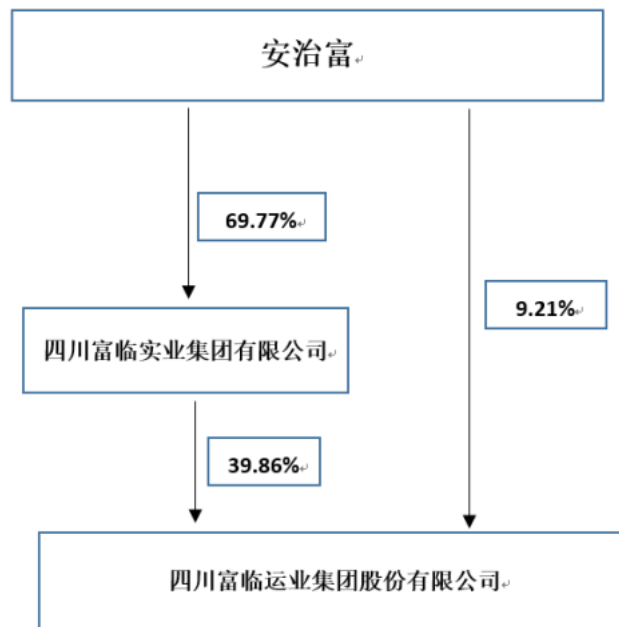 安治富
69.77%
9.21%
四川富临实业集团有限公司
39.86%
四川富临运业集团股份有限公司